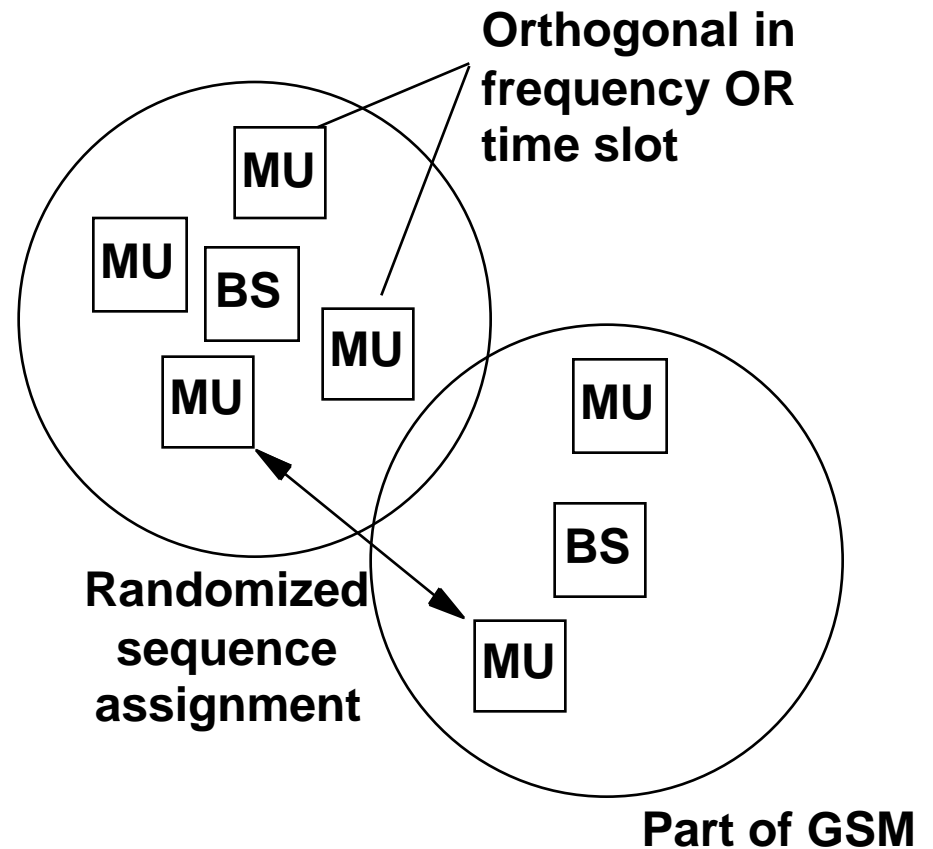 Orthogonal in
frequency OR
time slot
MU
MU
BS
MU
MU
MU
BS
MU
Randomized
sequence
assignment
Part of GSM